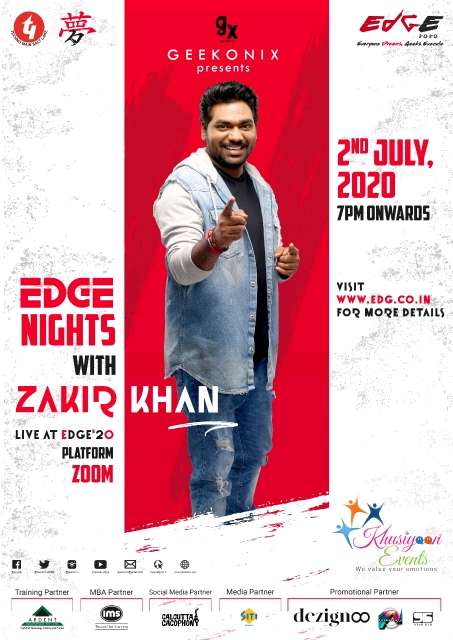 夢
gx
GEEKONIX
presents
EDGE
2020
Everyone Dreams, Geeks Execute
2ND JULY,
2020
7PM ONWARDS
VISIT
WWW.EDG.CO.IN
FOR MORE DETAILS
EDGE
NIGHTS
WITH
ZAKIR KHAN
LIVE AT EDGE'20
PLATFORM
ZOOM
Khusiyaan
Events
We value your emotions
Training Partner
MBA Partner
Social Media Partner
Media Partner
Promotional Partner
ARDENT
ims
CALCUTTA
CACOPHONY
SITI
dezignoo